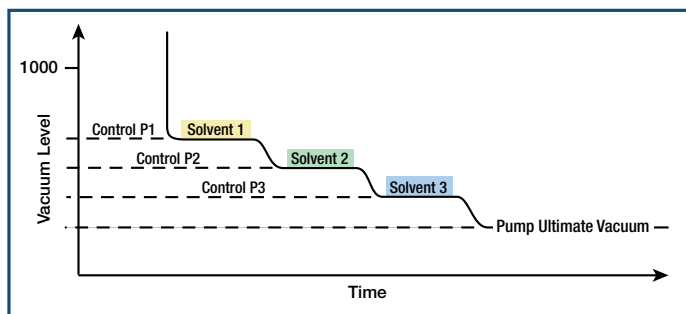 1000
Control P1
Solvent 1
Control P2
Solvent 2
Control P3
Solvent 3
Pump Ultimate Vacuum
Vacuum Level
Time